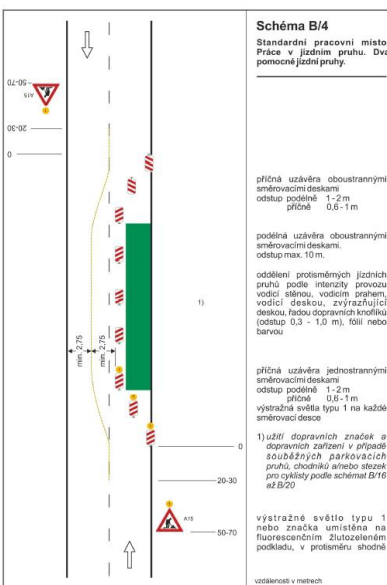 Schéma B/4
Standardní pracovní místo.
Práce v jízdním pruhu. Dva
pomocné jízdní pruhy.
50-70
A15
20-30
0
příčná uzávěra oboustrannými
směrovacími deskami
odstup podélně 1-2m
příčně 0,6-1m
podélná uzávěra oboustrannými
směrovacími deskami.
odstup max. 10m.
1)
oddělení protisměrných jízdních
pruhů podle intenzity provozu
vodicí stěnou, vodicím prahem,
vodicí deskou, zvýrazňující
deskou, řadou dopravních knoflíků
(odstup 0,3 - 1,0 m), fólií nebo
barvou
min. 2,75
min. 2,75
příčná uzávěra jednostrannými
směrovacími deskami
odstup podélně 1-2m
příčně 0,6-1m
výstražná světla typu 1 na každé
směrovací desce
0
1) užití dopravních značek a
dopravních zařízení v případě
souběžných parkovacích
pruhů, chodníků a/nebo stezek
pro cyklisty podle schémat B/16
až B/20
20-30
A15
50-70
výstražné světlo typu 1
nebo značka umístěna na
fluorescenčním žlutozeleném
podkladu, v protisměru shodně
vzdálenosti v metrech